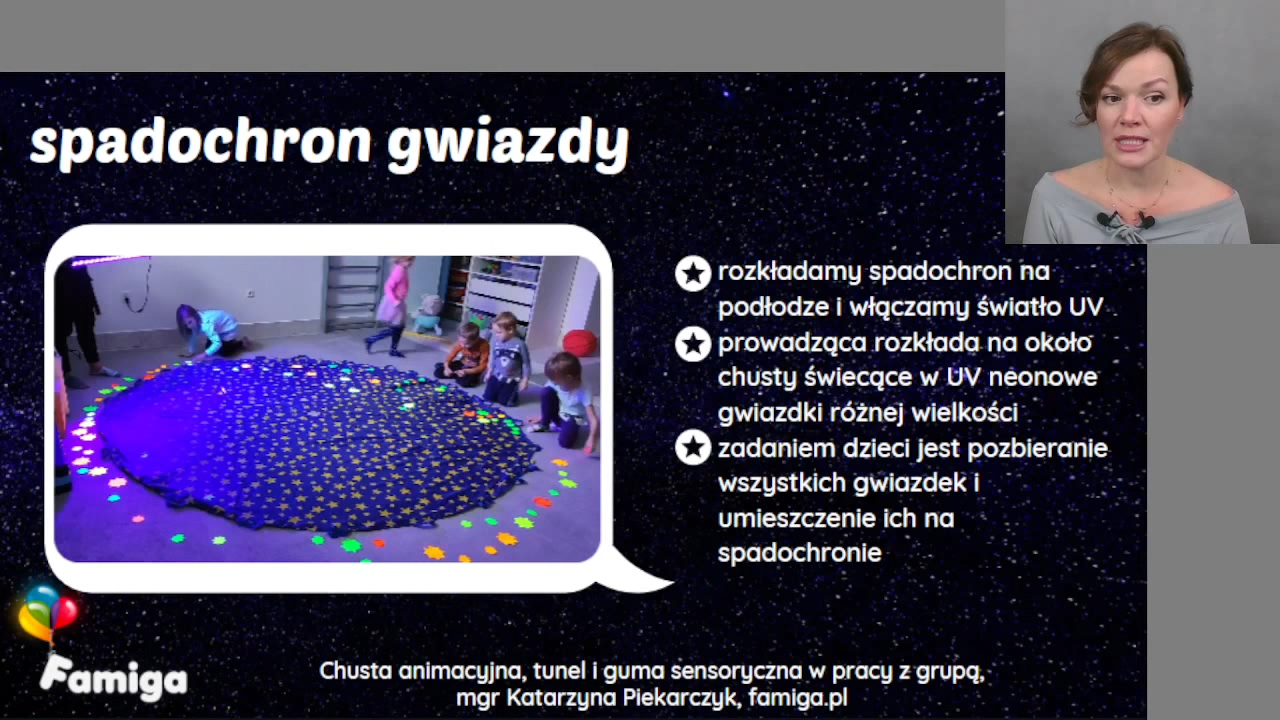 spadochron gwiazdy
rozkładamy spadochron na
podłodze i włączamy światło UV
prowadząca rozkłada na około
chusty świecące w UV neonowe
gwiazdki różnej wielkości
zadaniem dzieci jest pozbieranie
wszystkich gwiazdek i
umieszczenie ich na
spadochronie
Famiga
Chusta animacyjna, tunel i guma sensoryczna w pracy z grupą,
mgr Katarzyna Piekarczyk, famiga.pl